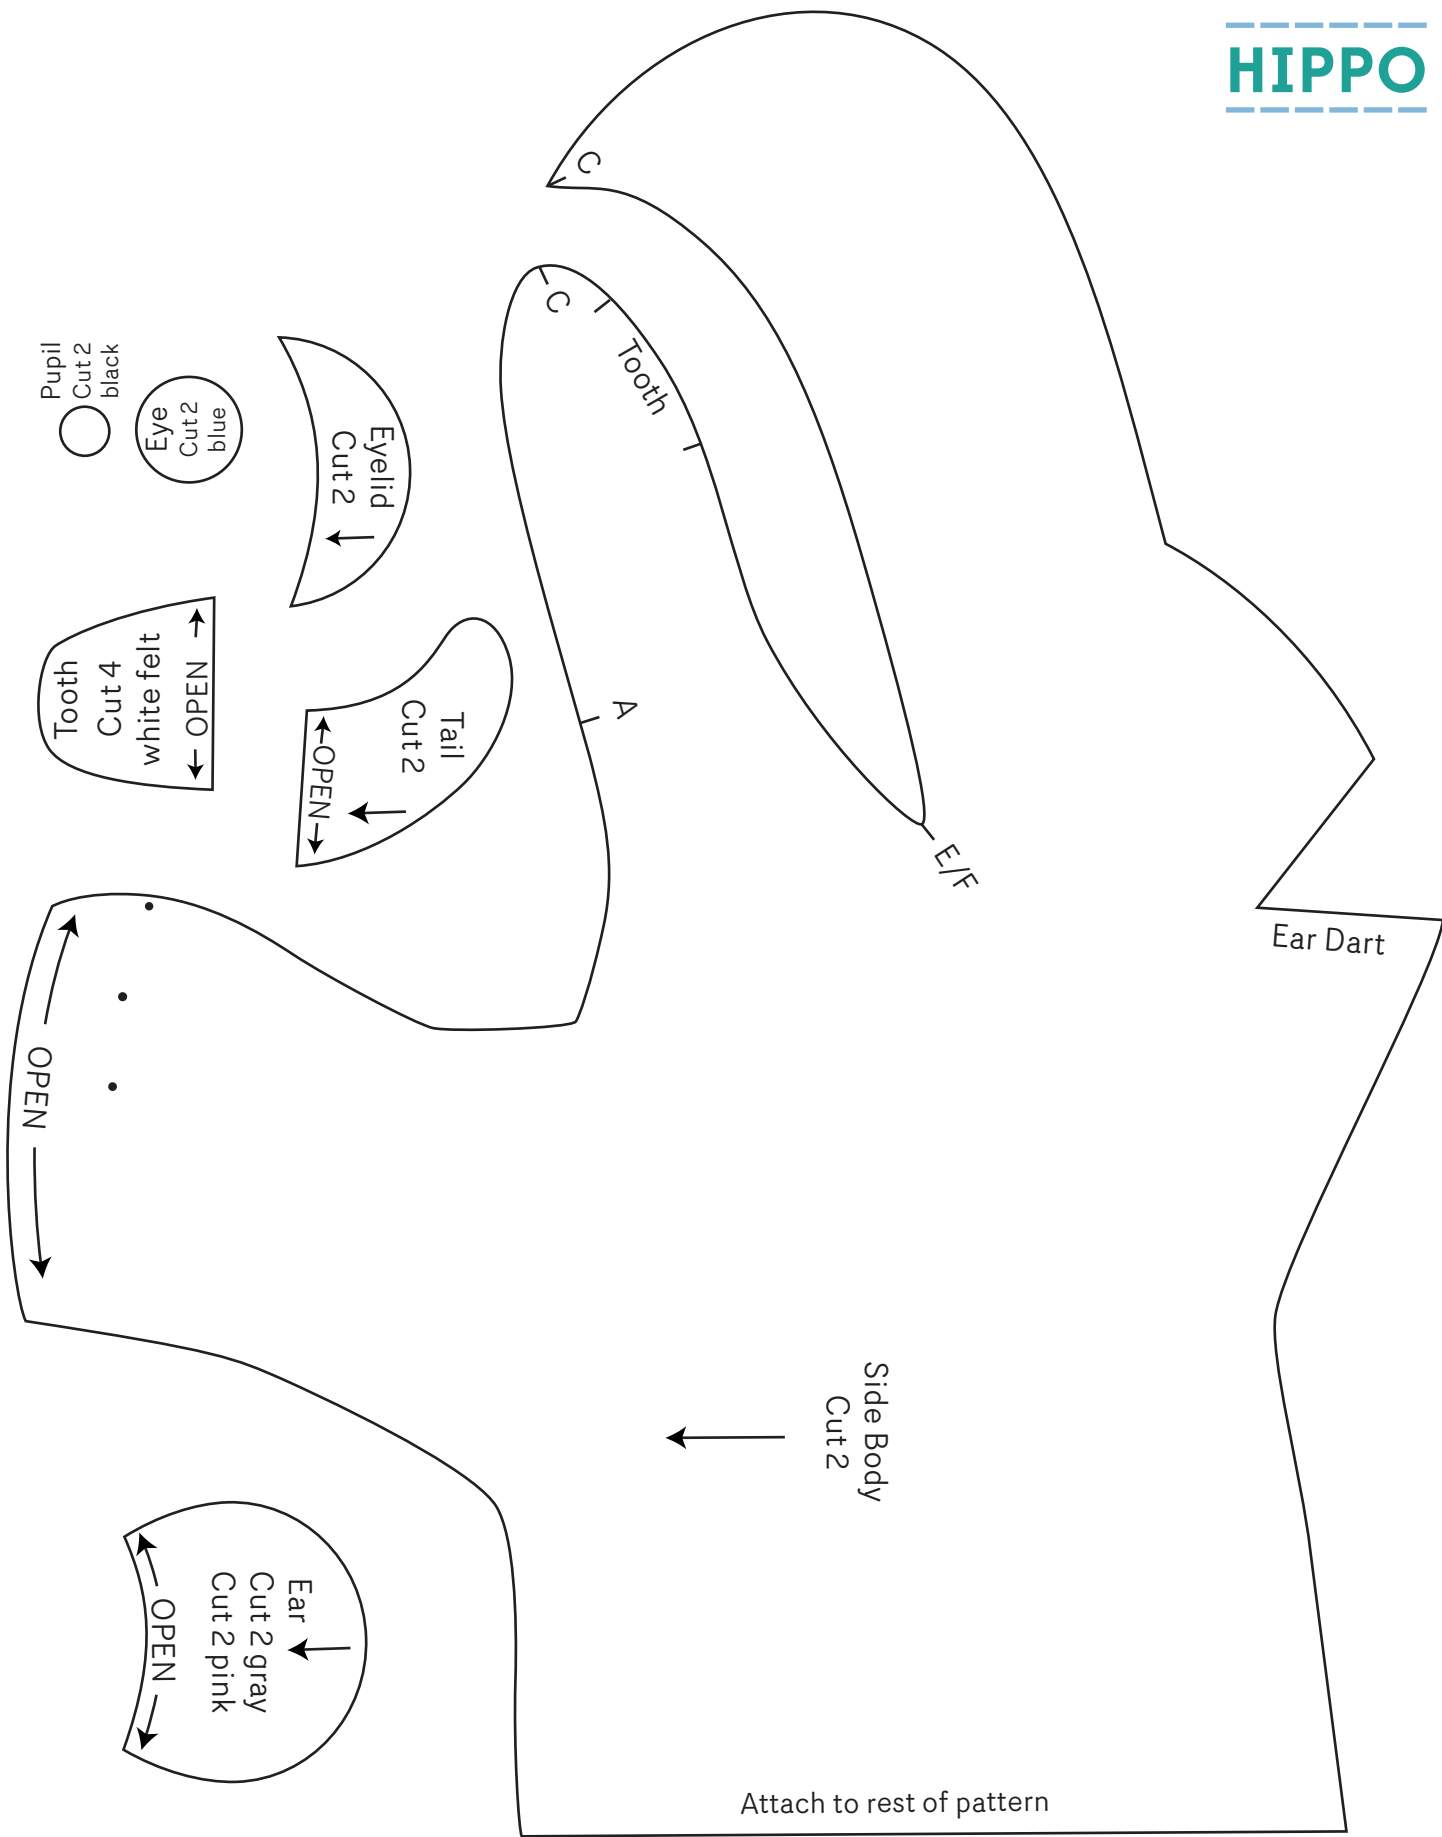 HIPPO
C
C
Tooth
Pupil
Cut 2
black
Eye
Cut 2
blue
Eyelid
Cut 2
Tooth
Cut 4
white felt
OPEN
Tail
Cut 2
OPEN
A
E/F
Ear Dart
OPEN
Side Body
Cut 2
Ear
Cut 2 gray
Cut 2 pink
OPEN
Attach to rest of pattern